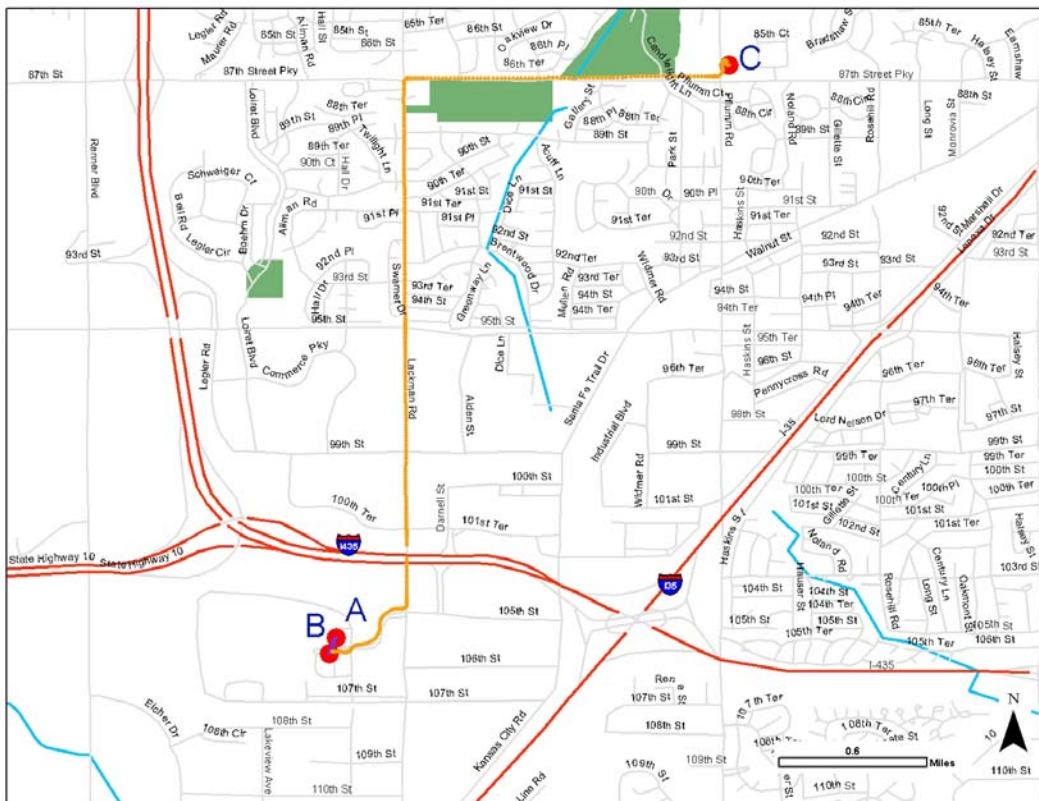 Legler Rd
Maurer Rd
Allman Rd
Hall St
85th St
86th St
85th Ter
86th St
Oakview Dr
86th Pl
86th Ter
Candlelight Ln
C
85th Ct
Bradshaw St
85th Ter
Halsey St
Earnshaw
87th St
87th Street Pky
Pflumm Ct
87th Street Pky
Renner Blvd
Loiret Blvd
88th Ter
89th St
89th Pl
89th Ter
90th Ct
Hall Dr
Twilight Ln
Gallery St
88th Pl
88th Ter
89th St
Park St
Pflumm Rd
88th Cir
Noland Rd
89th St
Gillette St
88th Cir
Rosehill Rd
Long St
Monrovia St
88th St
Schweiger Ct
Bell Rd
Legler Cir
Boehm Dr
Allman Rd
90th St
90th Ter
91st St
91st Ter
91st Pl
91st Pl
Dice Ln
Acuff Ln
91st St
90th Dr
90th Pl
90th Ter
91st St
91st Ter
91st Ter
Haskins St
Marshall Dr
Lenexa Dr
92nd St
92nd Ter
93rd St
93rd St
92nd Pl
93rd St
Hall Dr
95th St
Swarner Dr
93rd Ter
94th St
Greenway Ln
92nd St
Brentwood Dr
92nd Ter
93rd Ter
94th St
94th Ter
Mullen Rd
Widmer Rd
92nd St
93rd St
Walnut St
92nd St
93rd St
93rd St
94th St
94th Ter
94th Pl
94th Ter
94th Ter
Loiret Blvd
Commerce Pky
Legler Rd
Lackman Rd
95th St
Dice Ln
Alden St
Santa Fe Trail Dr
Industrial Blvd
96th Ter
Haskins St
95th Ter
96th St
Pennycross Rd
98th St
Lord Nelson Dr
I-35
96th Ter
97th Ter
96th Ter
Halsey St
97th St
99th St
100th St
99th St
Widmer Rd
101st St
99th St
99th Ter
99th Ter
100th St
100th St
100th Ter
100th Ter
100th Pl
100th Ter
Century Ln
101st St
Gillette St
101st St
101st Ter
102nd St
Halsey St
103rd St
100th Ter
Darnell St
101st Ter
State Highway 10
State Highway 10
I435
I35
Haskins St
Noland Rd
Hauser St
104th St
104th St
104th Ter
105th St
105th St
105th Ter
Rosehill Rd
Long St
Century Ln
Oakmont St
105th St
105th Ter
106th St
A
B
105th St
106th St
107th St
107th St
I-435
Elcher Dr
108th St
108th Cir
Lakeview Ave
109th St
110th St
Kansas City Rd
107th St
108th St
109th St
109th St
108th Ter
110th St
110th St
N
0.6
Miles